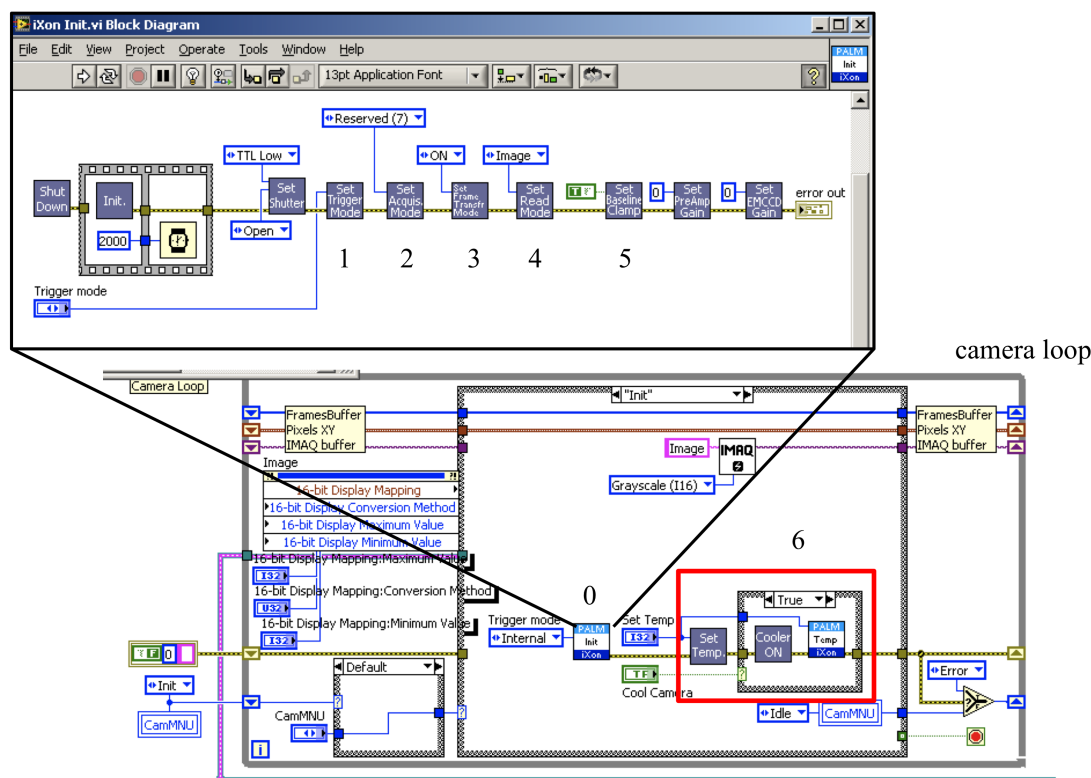 iXon Init.vi Block Diagram
File Edit View Project Operate Tools Window Help
PALM
Init
iXon
13pt Application Font
?
Reserved (7)
TTL Low
ON
Image
Shut
Down
Init.
Set
Shutter
Set
Trigger
Mode
Set
Acquis.
Mode
Set
Frame
Transfr
Mode
Set
Read
Mode
T F
Set
Baseline
Clamp
0
Set
PreAmp
Gain
0
Set
EMCCD
Gain
error out
2000
Open
1 2 3 4 5
Trigger mode
camera loop
Camera Loop
"Init"
FramesBuffer
Pixels XY
IMAQ buffer
FramesBuffer
Pixels XY
IMAQ buffer
Image
IMAQ
Grayscale (I16)
Image
16-bit Display Mapping
16-bit Display Conversion Method
16-bit Display Maximum Value
16-bit Display Minimum Value
16-bit Display Mapping:Maximum Value
I32
16-bit Display Mapping:Conversion Method
U32
16-bit Display Mapping:Minimum Value
I32
6
0
Trigger mode
Internal
PALM
Init
iXon
Set Temp
I32
Set
Temp.
True
Cooler
ON
PALM
Temp
iXon
TF
Cool Camera
?
? F 0
Init
CamMNU
Default
?
CamMNU
?
i
Idle
CamMNU
Error
?